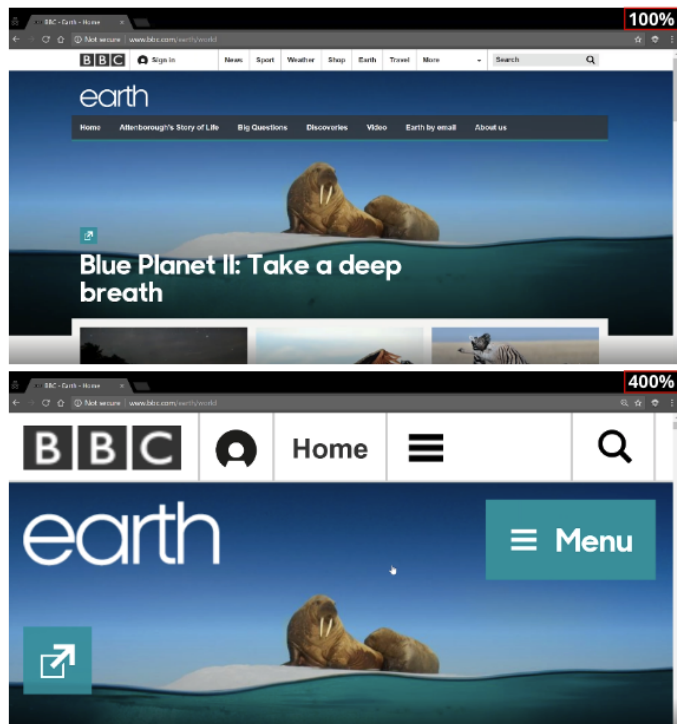 100%
BBC - Earth - Home
Not secure www.bbc.com/earth/world
BBC Sign in News Sport Weather Shop Earth Travel More Search
earth
Home Attenborough's Story of Life Big Questions Discoveries Video Earth by email About us
Blue Planet II: Take a deep
breath
400%
BBC - Earth - Home
Not secure www.bbc.com/earth/world
BBC Home
earth
Menu